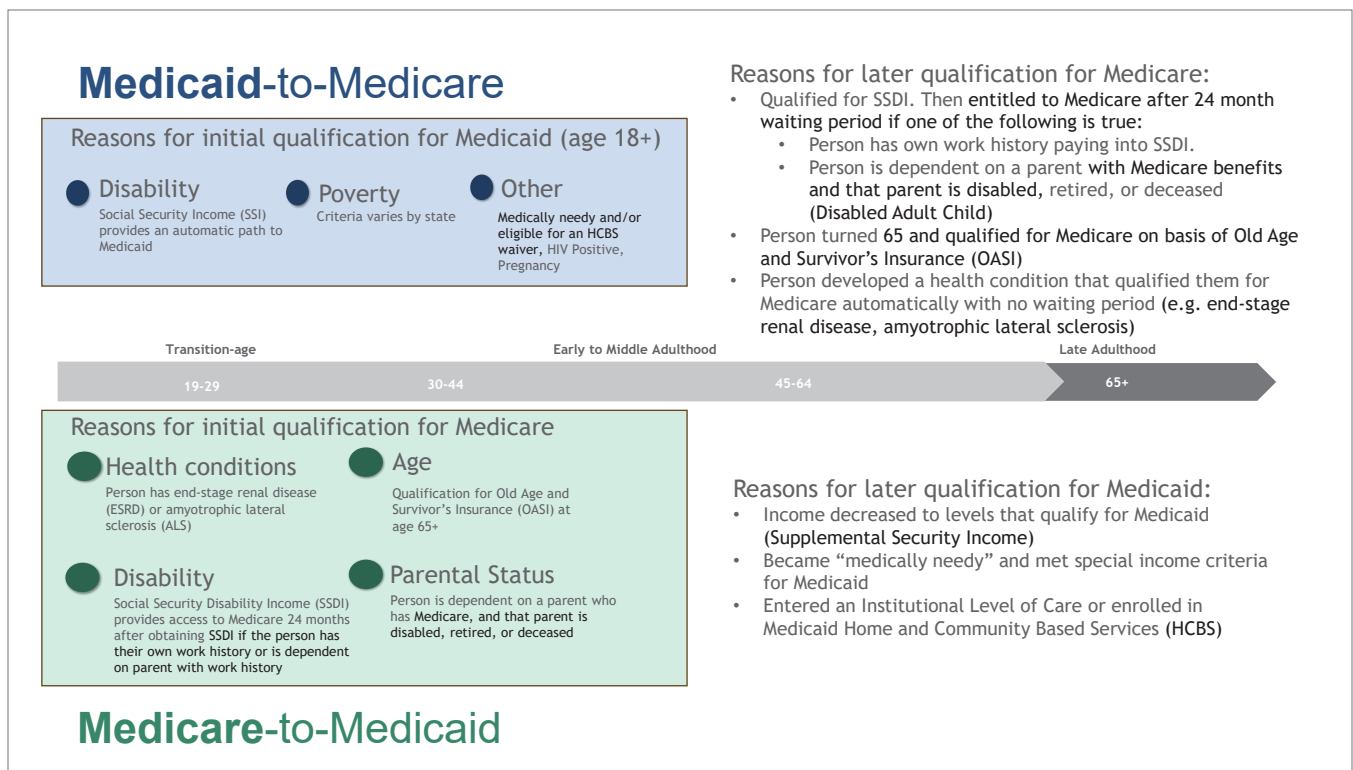 Medicaid-to-Medicare
Reasons for initial qualification for Medicaid (age 18+)
Disability
Social Security Income (SSI)
provides an automatic path to
Medicaid
Poverty
Criteria varies by state
Other
Medically needy and/or
eligible for an HCBS
waiver, HIV Positive,
Pregnancy
Reasons for later qualification for Medicare:
• Qualified for SSDI. Then entitled to Medicare after 24 month
waiting period if one of the following is true:
• Person has own work history paying into SSDI.
• Person is dependent on a parent with Medicare benefits
and that parent is disabled, retired, or deceased
(Disabled Adult Child)
• Person turned 65 and qualified for Medicare on basis of Old Age
and Survivor's Insurance (OASI)
• Person developed a health condition that qualified them for
Medicare automatically with no waiting period (e.g. end-stage
renal disease, amyotrophic lateral sclerosis)
Transition-age
Early to Middle Adulthood
Late Adulthood
19-29
30-44
45-64
65+
Reasons for initial qualification for Medicare
Health conditions
Person has end-stage renal disease
(ESRD) or amyotrophic lateral
sclerosis (ALS)
Age
Qualification for Old Age and
Survivor's Insurance (OASI) at
age 65+
Disability
Social Security Disability Income (SSDI)
provides access to Medicare 24 months
after obtaining SSDI if the person has
their own work history or is dependent
on parent with work history
Parental Status
Person is dependent on a parent who
has Medicare, and that parent is
disabled, retired, or deceased
Reasons for later qualification for Medicaid:
• Income decreased to levels that qualify for Medicaid
(Supplemental Security Income)
• Became “medically needy” and met special income criteria
for Medicaid
• Entered an Institutional Level of Care or enrolled in
Medicaid Home and Community Based Services (HCBS)
Medicare-to-Medicaid